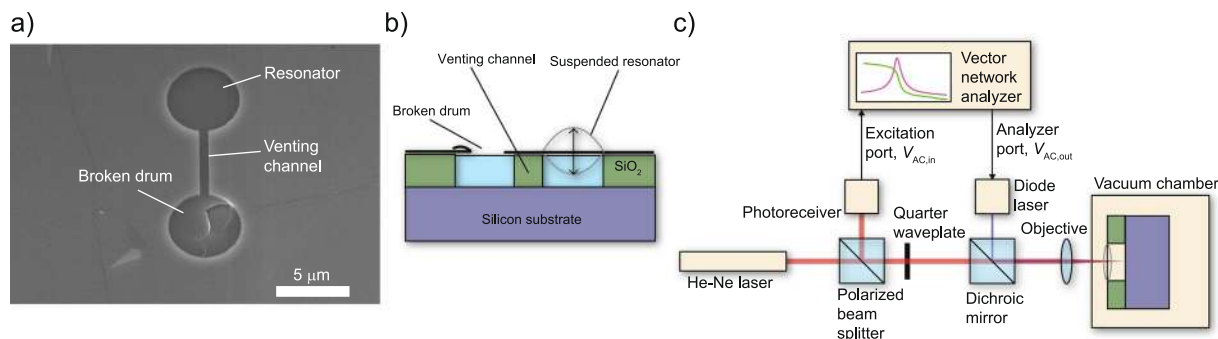 a)
Resonator
Venting
channel
Broken drum
5 μm
b)
Venting channel
Suspended resonator
Broken drum
SiO2
Silicon substrate
c)
Vector
network
analyzer
Excitation
port, VAC,in
Analyzer
port, VAC,out
Photoreceiver
Quarter
waveplate
Diode
laser
Objective
Vacuum chamber
He-Ne laser
Polarized
beam
splitter
Dichroic
mirror